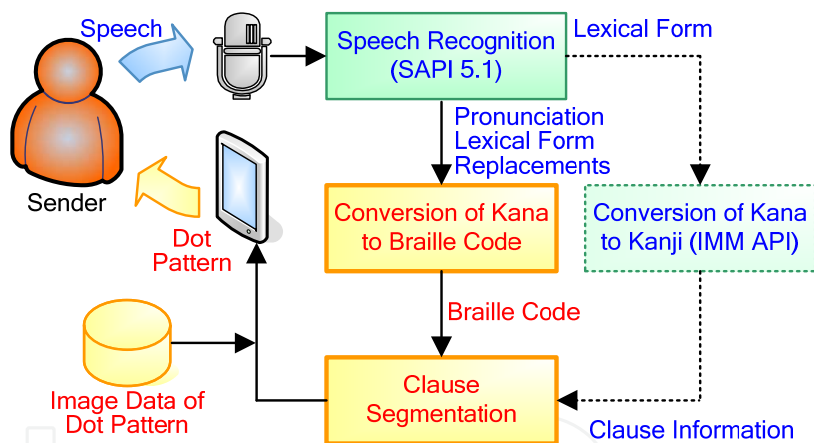 Speech
Speech Recognition
(SAPI 5.1)
Lexical Form
Pronunciation
Lexical Form
Replacements
Sender
Dot
Pattern
Conversion of Kana
to Braille Code
Conversion of Kana
to Kanji (IMM API)
Braille Code
Image Data of
Dot Pattern
Clause
Segmentation
Clause Information